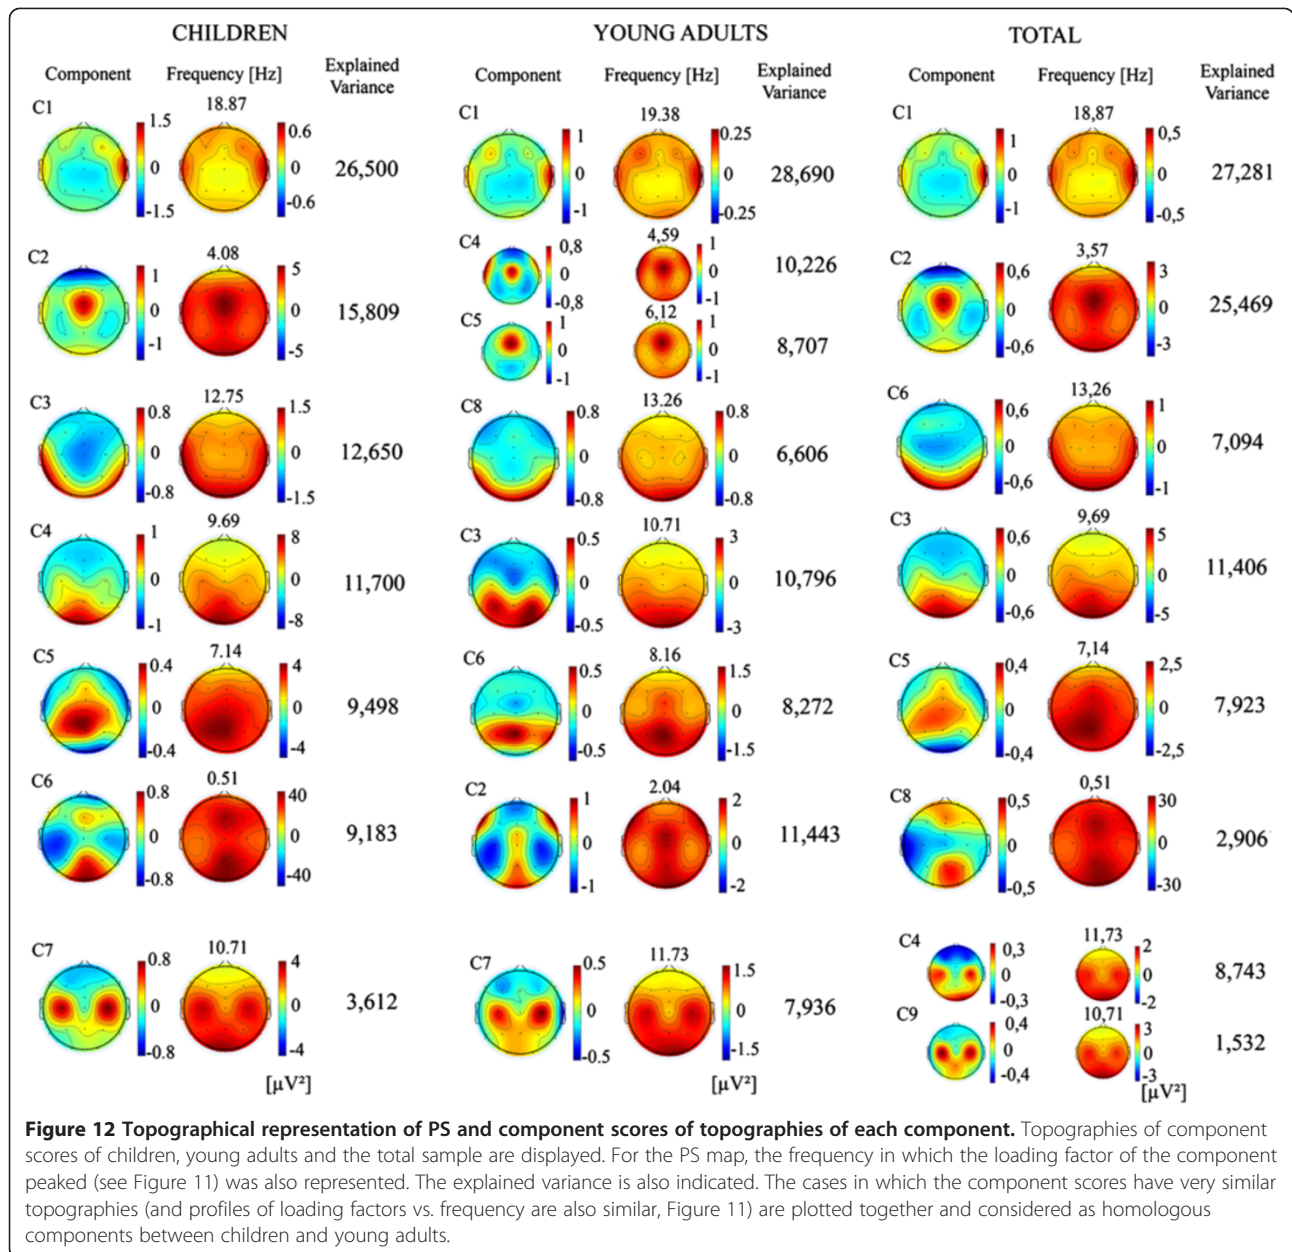 CHILDREN YOUNG ADULTS TOTAL
Component Frequency [Hz] Explained Variance Component Frequency [Hz] Explained Variance Component Frequency [Hz] Explained Variance
C1 18.87 1.5 0 -1.5 0.6 0 -0.6 26,500
C1 19.38 1 0 -1 0.25 0 -0.25 28,690
C1 18,87 1 0 -1 0,5 0 -0,5 27,281
C2 4.08 1 0 -1 5 0 -5 15,809
C4 4,59 0,8 0 -0,8 1 0 -1 10,226
C5 6,12 1 0 -1 1 0 -1 8,707
C2 3,57 0,6 0 -0,6 3 0 -3 25,469
C3 12.75 0.8 0 -0.8 1.5 0 -1.5 12,650
C8 13.26 0.8 0 -0.8 0.8 0 -0.8 6,606
C6 13,26 0,6 0 -0,6 1 0 -1 7,094
C4 9.69 1 0 -1 8 0 -8 11,700
C3 10.71 0.5 0 -0.5 3 0 -3 10,796
C3 9,69 0,6 0 -0,6 5 0 -5 11,406
C5 7.14 0.4 0 -0.4 4 0 -4 9,498
C6 8.16 0.5 0 -0.5 1.5 0 -1.5 8,272
C5 7,14 0,4 0 -0,4 2,5 0 -2,5 7,923
C6 0.51 0.8 0 -0.8 40 0 -40 9,183
C2 2.04 1 0 -1 2 0 -2 11,443
C8 0,51 0,5 0 -0,5 30 0 -30 2,906
C7 10.71 0.8 0 -0.8 4 0 -4 3,612
C7 11.73 0.5 0 -0.5 1.5 0 -1.5 7,936
C4 11,73 0,3 0 -0,3 2 0 -2 8,743
C9 10,71 0,4 0 -0,4 3 0 -3 1,532
[µV²] [µV²] [µV²]
Figure 12 Topographical representation of PS and component scores of topographies of each component. Topographies of component
scores of children, young adults and the total sample are displayed. For the PS map, the frequency in which the loading factor of the component
peaked (see Figure 11) was also represented. The explained variance is also indicated. The cases in which the component scores have very similar
topographies (and profiles of loading factors vs. frequency are also similar, Figure 11) are plotted together and considered as homologous
components between children and young adults.